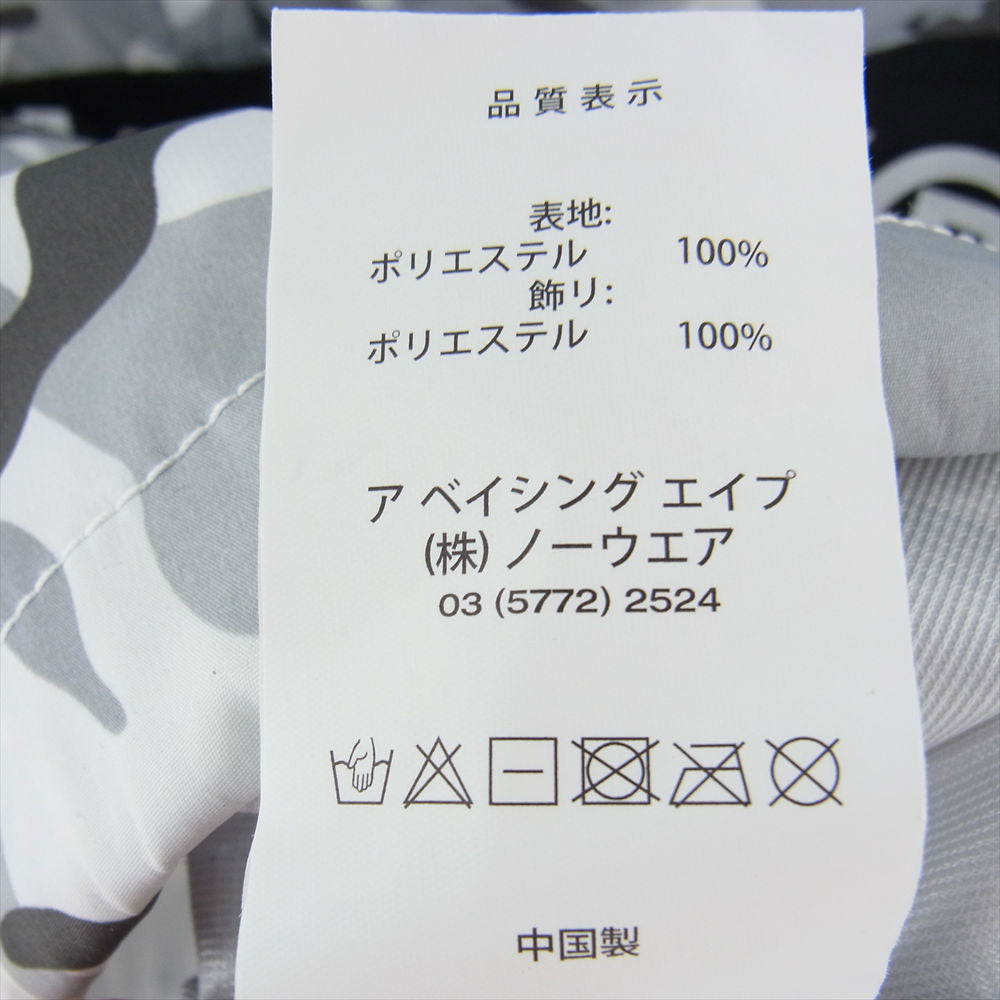 品質表示
表地:
ポリエステル 100%
飾リ:
ポリエステル 100%
ア ベイシング エイプ
(株) ノーウエア
03 (5772) 2524
中国製